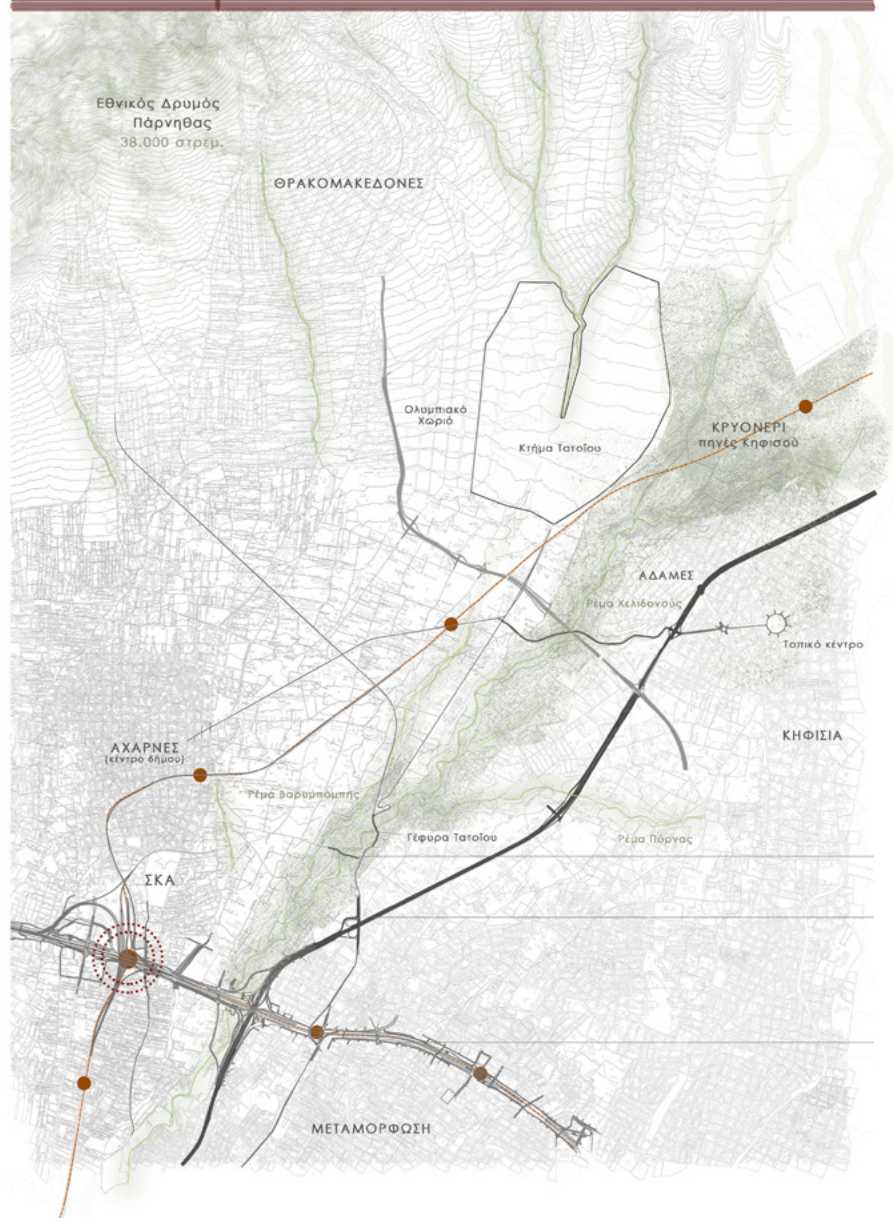 Εθνικός Δρυμός
Πάρνηθας
38.000 στρεμ.
ΘΡΑΚΟΜΑΚΕΔΟΝΕΣ
Ολυμπιακό
Χωριό
Κτήμα Τατοΐου
ΚΡΥΟΝΕΡΙ
πηγές Κηφισού
ΑΔΑΜΕΣ
Ρέμα Χελιδονούς
Τοπικό κέντρο
ΚΗΦΙΣΙΑ
ΑΧΑΡΝΕΣ
(κέντρο δήμου)
Ρέμα Βαρυμπόμπης
Γέφυρα Τατοΐου
Ρέμα Πύρνας
ΣΚΑ
ΜΕΤΑΜΟΡΦΩΣΗ